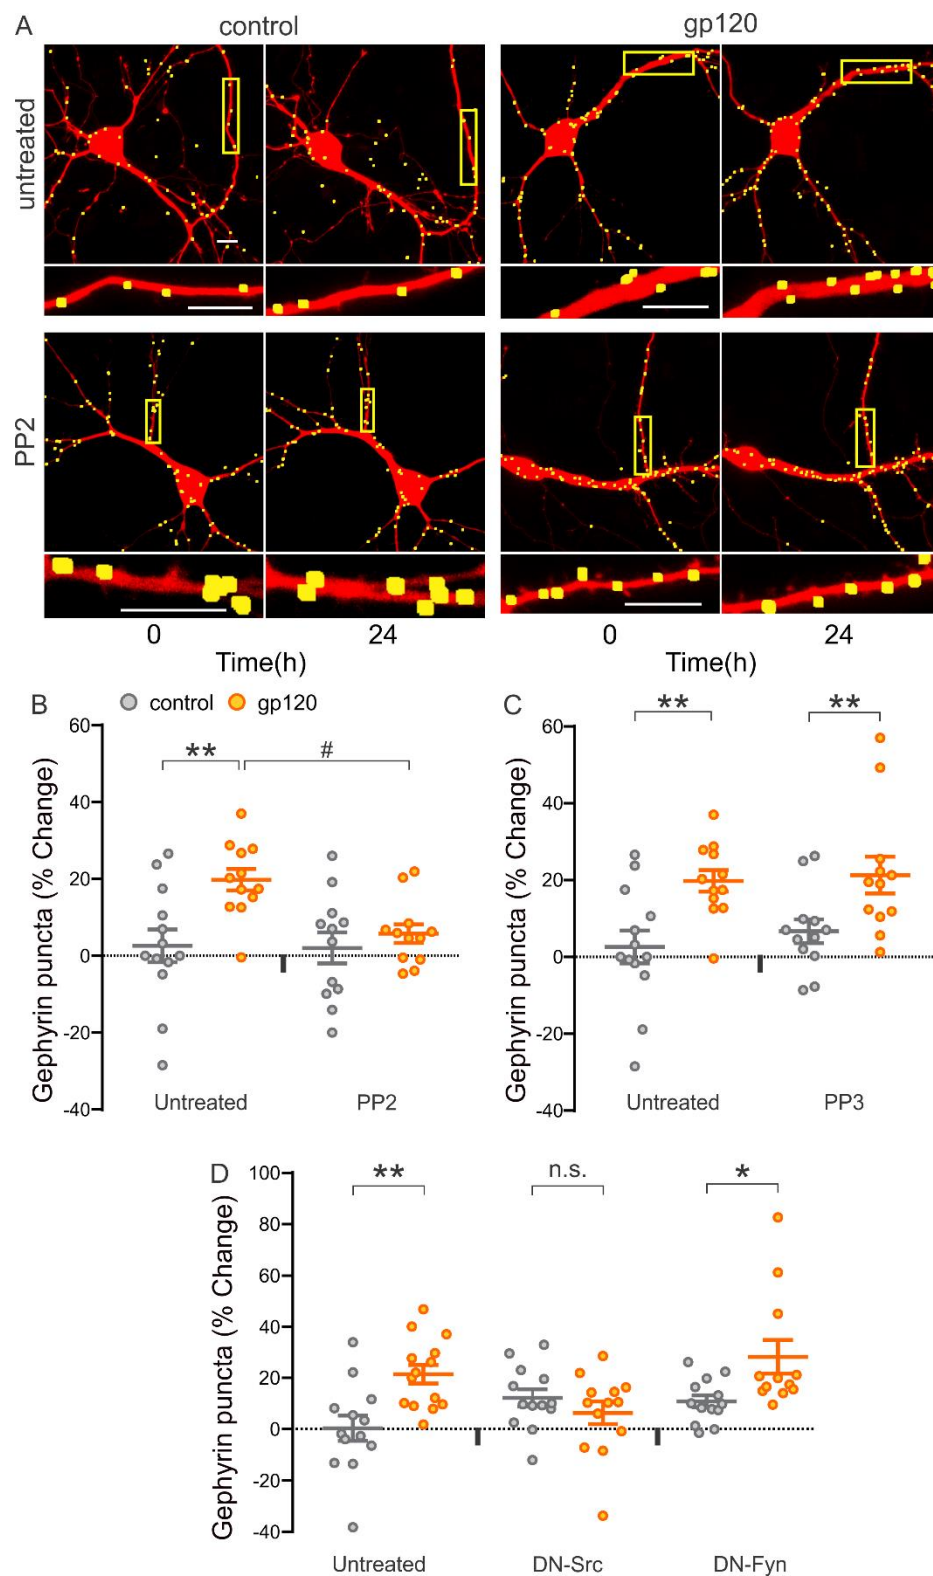 A
control
gp120
untreated
PP2
0
24
0
24
Time(h)
Time(h)
B
control
gp120
C
Gephyrin puncta (% Change)
60
40
20
0
-20
-40
**
#
Untreated
PP2
Gephyrin puncta (% Change)
60
40
20
0
-20
-40
**
**
Untreated
PP3
D
Gephyrin puncta (% Change)
100
80
60
40
20
0
-20
-40
**
n.s.
*
Untreated
DN-Src
DN-Fyn